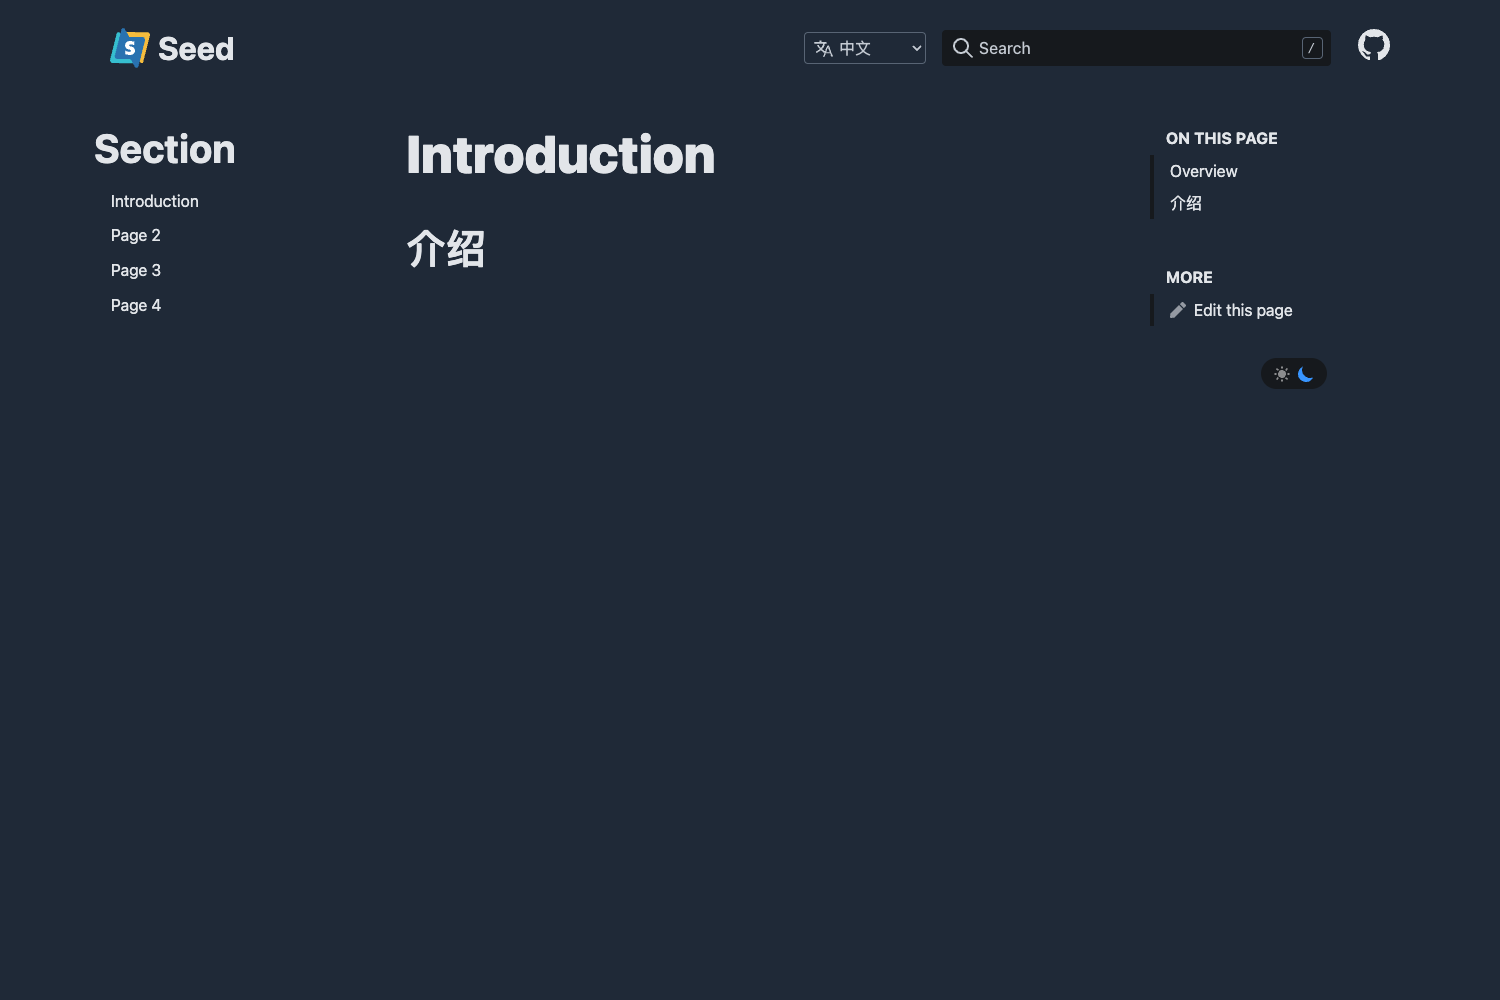 S Seed
中文
Search
/
Section
Introduction
Page 2
Page 3
Page 4
Introduction
介绍
ON THIS PAGE
Overview
介绍
MORE
Edit this page